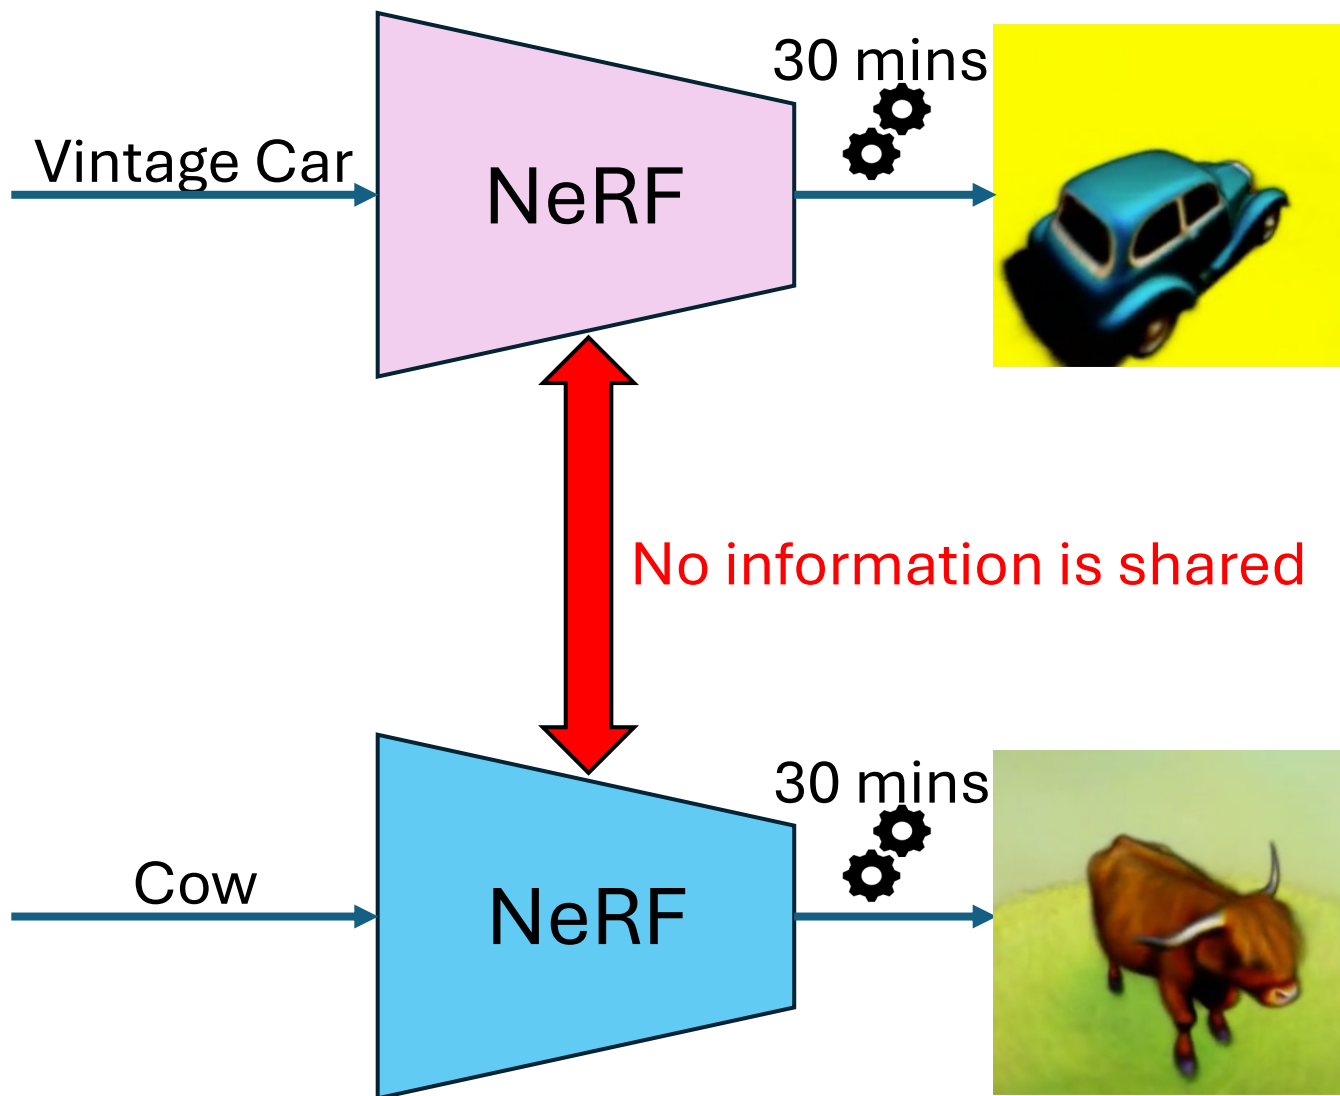 30 mins
Vintage Car
NeRF
No information is shared
30 mins
Cow
NeRF